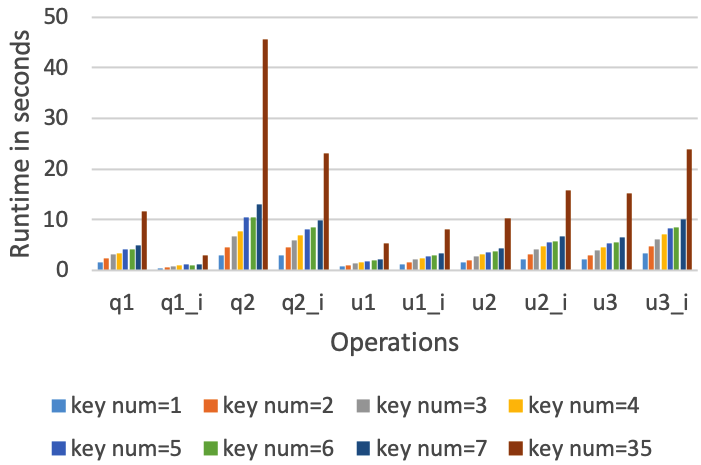 Runtime in seconds
50
40
30
20
10
0
q1 q1_i q2 q2_i u1 u1_i u2 u2_i u3 u3_i
Operations
key num=1 key num=2 key num=3 key num=4
key num=5 key num=6 key num=7 key num=35